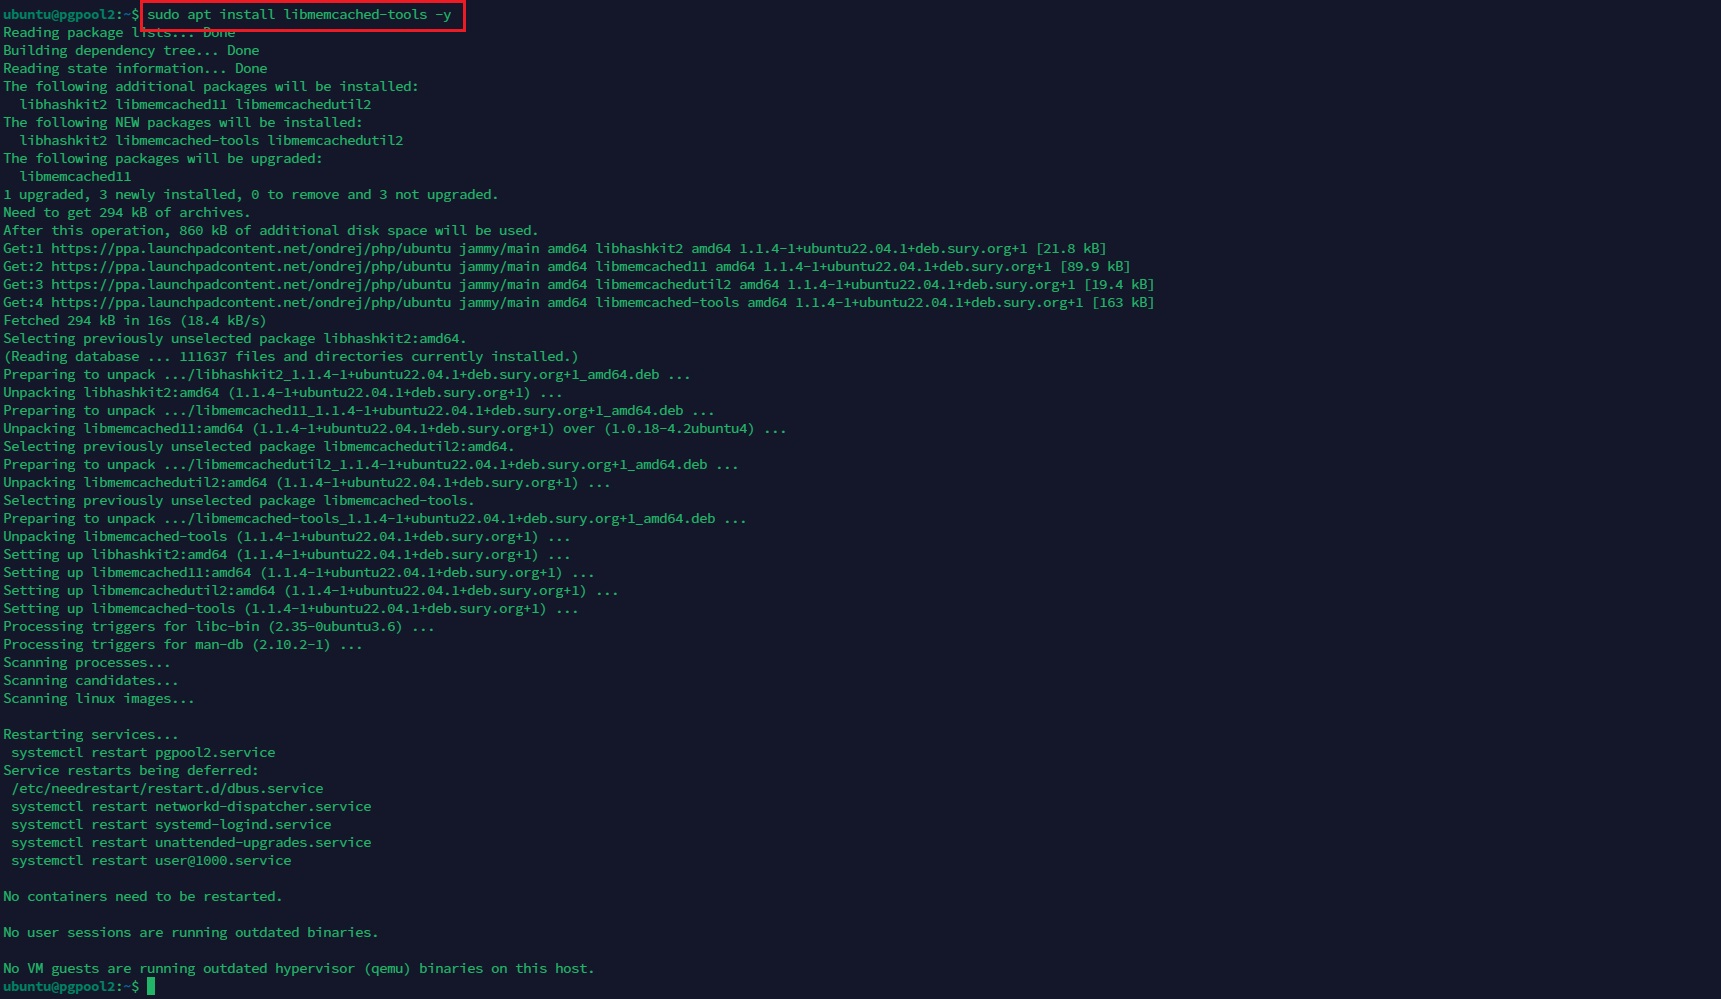 ubuntu@pgpool2:~$ sudo apt install libmemcached-tools -y
Reading package lists... Done
Building dependency tree... Done
Reading state information... Done
The following additional packages will be installed:
  libhashkit2 libmemcached11 libmemcachedutil2
The following NEW packages will be installed:
  libhashkit2 libmemcached-tools libmemcachedutil2
The following packages will be upgraded:
  libmemcached11
1 upgraded, 3 newly installed, 0 to remove and 3 not upgraded.
Need to get 294 kB of archives.
After this operation, 860 kB of additional disk space will be used.
Get:1 https://ppa.launchpadcontent.net/ondrej/php/ubuntu jammy/main amd64 libhashkit2 amd64 1.1.4-1+ubuntu22.04.1+deb.sury.org+1 [21.8 kB]
Get:2 https://ppa.launchpadcontent.net/ondrej/php/ubuntu jammy/main amd64 libmemcached11 amd64 1.1.4-1+ubuntu22.04.1+deb.sury.org+1 [89.9 kB]
Get:3 https://ppa.launchpadcontent.net/ondrej/php/ubuntu jammy/main amd64 libmemcachedutil2 amd64 1.1.4-1+ubuntu22.04.1+deb.sury.org+1 [19.4 kB]
Get:4 https://ppa.launchpadcontent.net/ondrej/php/ubuntu jammy/main amd64 libmemcached-tools amd64 1.1.4-1+ubuntu22.04.1+deb.sury.org+1 [163 kB]
Fetched 294 kB in 16s (18.4 kB/s)
Selecting previously unselected package libhashkit2:amd64.
(Reading database ... 111637 files and directories currently installed.)
Preparing to unpack .../libhashkit2_1.1.4-1+ubuntu22.04.1+deb.sury.org+1_amd64.deb ...
Unpacking libhashkit2:amd64 (1.1.4-1+ubuntu22.04.1+deb.sury.org+1) ...
Preparing to unpack .../libmemcached11_1.1.4-1+ubuntu22.04.1+deb.sury.org+1_amd64.deb ...
Unpacking libmemcached11:amd64 (1.1.4-1+ubuntu22.04.1+deb.sury.org+1) over (1.0.18-4.2ubuntu4) ...
Selecting previously unselected package libmemcachedutil2:amd64.
Preparing to unpack .../libmemcachedutil2_1.1.4-1+ubuntu22.04.1+deb.sury.org+1_amd64.deb ...
Unpacking libmemcachedutil2:amd64 (1.1.4-1+ubuntu22.04.1+deb.sury.org+1) ...
Selecting previously unselected package libmemcached-tools.
Preparing to unpack .../libmemcached-tools_1.1.4-1+ubuntu22.04.1+deb.sury.org+1_amd64.deb ...
Unpacking libmemcached-tools (1.1.4-1+ubuntu22.04.1+deb.sury.org+1) ...
Setting up libhashkit2:amd64 (1.1.4-1+ubuntu22.04.1+deb.sury.org+1) ...
Setting up libmemcached11:amd64 (1.1.4-1+ubuntu22.04.1+deb.sury.org+1) ...
Setting up libmemcachedutil2:amd64 (1.1.4-1+ubuntu22.04.1+deb.sury.org+1) ...
Setting up libmemcached-tools (1.1.4-1+ubuntu22.04.1+deb.sury.org+1) ...
Processing triggers for libc-bin (2.35-0ubuntu3.6) ...
Processing triggers for man-db (2.10.2-1) ...
Scanning processes...
Scanning candidates...
Scanning linux images...

Restarting services...
 systemctl restart pgpool2.service
Service restarts being deferred:
 /etc/needrestart/restart.d/dbus.service
 systemctl restart networkd-dispatcher.service
 systemctl restart systemd-logind.service
 systemctl restart unattended-upgrades.service
 systemctl restart user@1000.service

No containers need to be restarted.

No user sessions are running outdated binaries.

No VM guests are running outdated hypervisor (qemu) binaries on this host.
ubuntu@pgpool2:~$